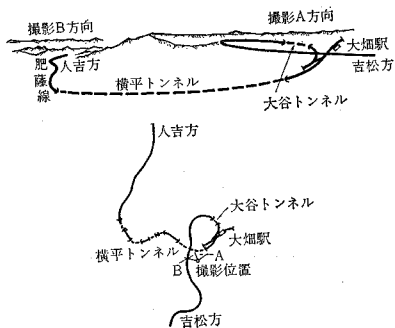 撮影B方向
撮影A方向
肥薩線
人吉方
大畑駅
吉松方
横平トンネル
大谷トンネル
人吉方
大谷トンネル
大畑駅
横平トンネル
A
B
撮影位置
吉松方